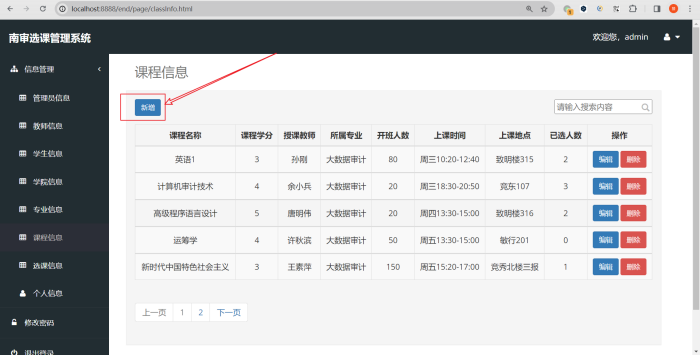 localhost:8888/end/page/classInfo.html
南审选课管理系统
欢迎您，admin
信息管理
管理员信息
教师信息
学生信息
学院信息
专业信息
课程信息
选课信息
个人信息
修改密码
退出登录
课程信息
新增
请输入搜索内容
课程名称 课程学分 授课教师 所属专业 开班人数 上课时间 上课地点 已选人数 操作
英语1 3 孙刚 大数据审计 80 周三10:20-12:40 致明楼315 2 编辑 删除
计算机审计技术 4 余小兵 大数据审计 20 周三18:30-20:50 竞东107 3 编辑 删除
高级程序语言设计 5 唐明伟 大数据审计 20 周四13:30-15:00 致明楼316 2 编辑 删除
运筹学 4 许秋滨 大数据审计 50 周五13:30-15:00 敏行201 0 编辑 删除
新时代中国特色社会主义 3 王素萍 大数据审计 150 周五15:20-17:00 竞秀北楼三报 1 编辑 删除
上一页 1 2 下一页